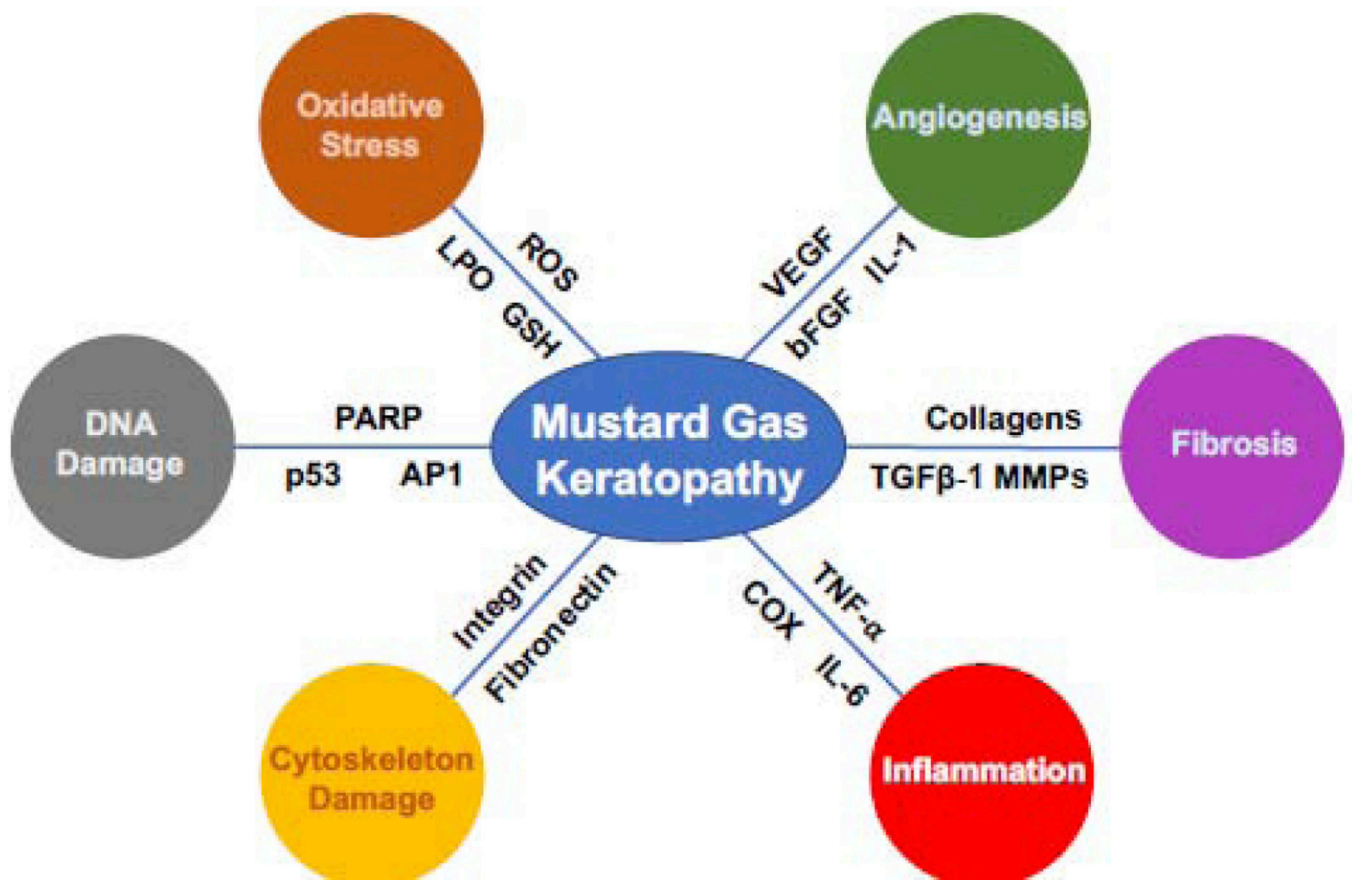 Oxidative
Stress
Angiogenesis
ROS
LPO GSH
VEGF
bFGF IL-1
DNA
Damage
PARP
p53 AP1
Mustard Gas
Keratopathy
Collagens
TGFβ-1 MMPs
Fibrosis
Integrin
Fibronectin
TNF-α
COX IL-6
Cytoskeleton
Damage
Inflammation